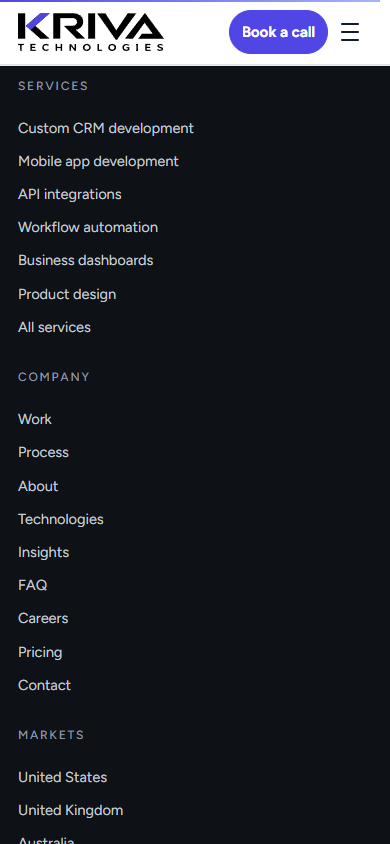 KRIVA
TECHNOLOGIES
Book a call
SERVICES
Custom CRM development
Mobile app development
API integrations
Workflow automation
Business dashboards
Product design
All services
COMPANY
Work
Process
About
Technologies
Insights
FAQ
Careers
Pricing
Contact
MARKETS
United States
United Kingdom
Australia